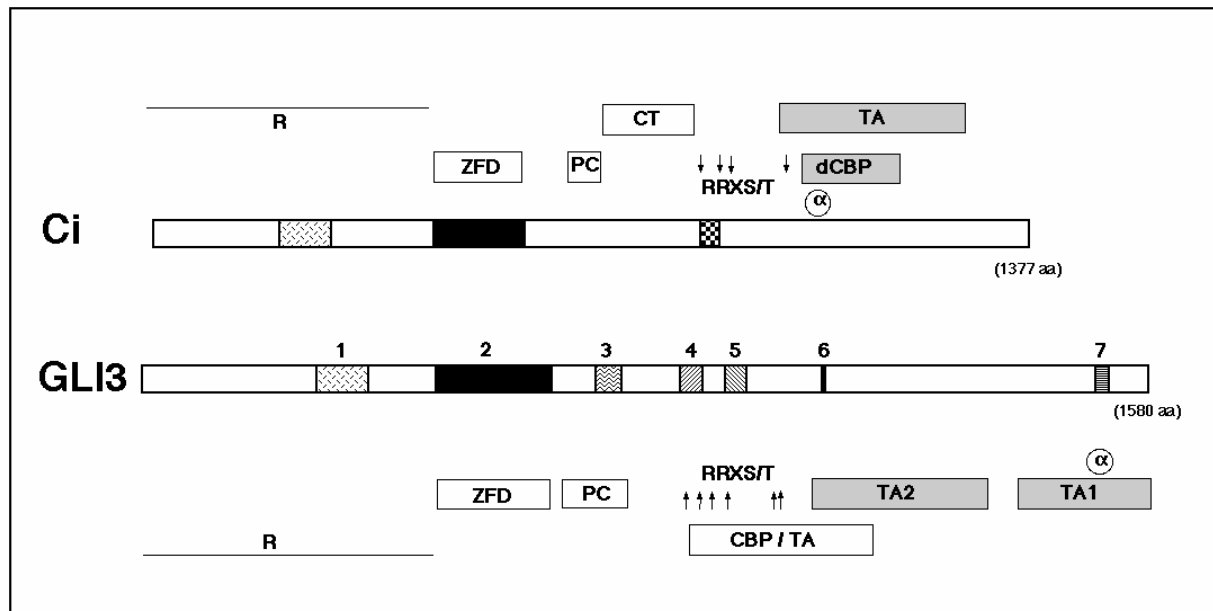 R
CT
TA
ZFD
PC
RRXS/T
dCBP
α
Ci
(1377 aa)
1 2 3 4 5 6 7
GLI3
(1580 aa)
RRXS/T
α
ZFD
PC
TA2
TA1
R
CBP / TA